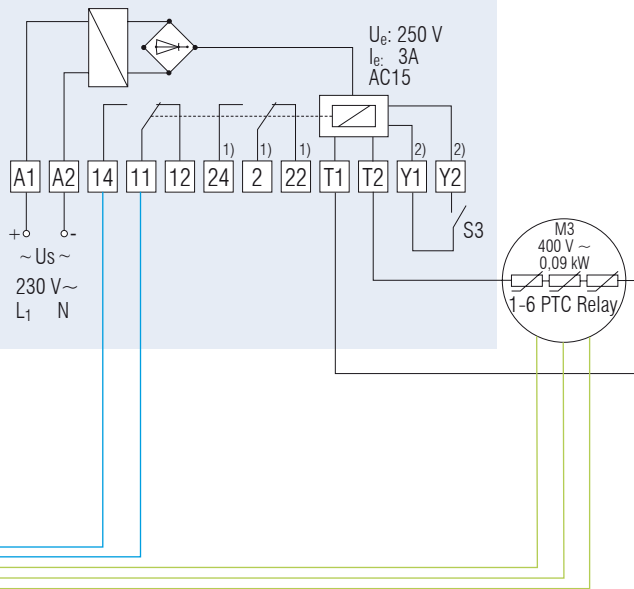 Ue: 250 V
Ie: 3A
AC15
1) 1) 1) 2) 2)
A1 A2 14 11 12 24 2 22 T1 T2 Y1 Y2
+ -
~ Us ~
230 V~
L1 N
S3
M3
400 V ~
0,09 kW
1-6 PTC Relay